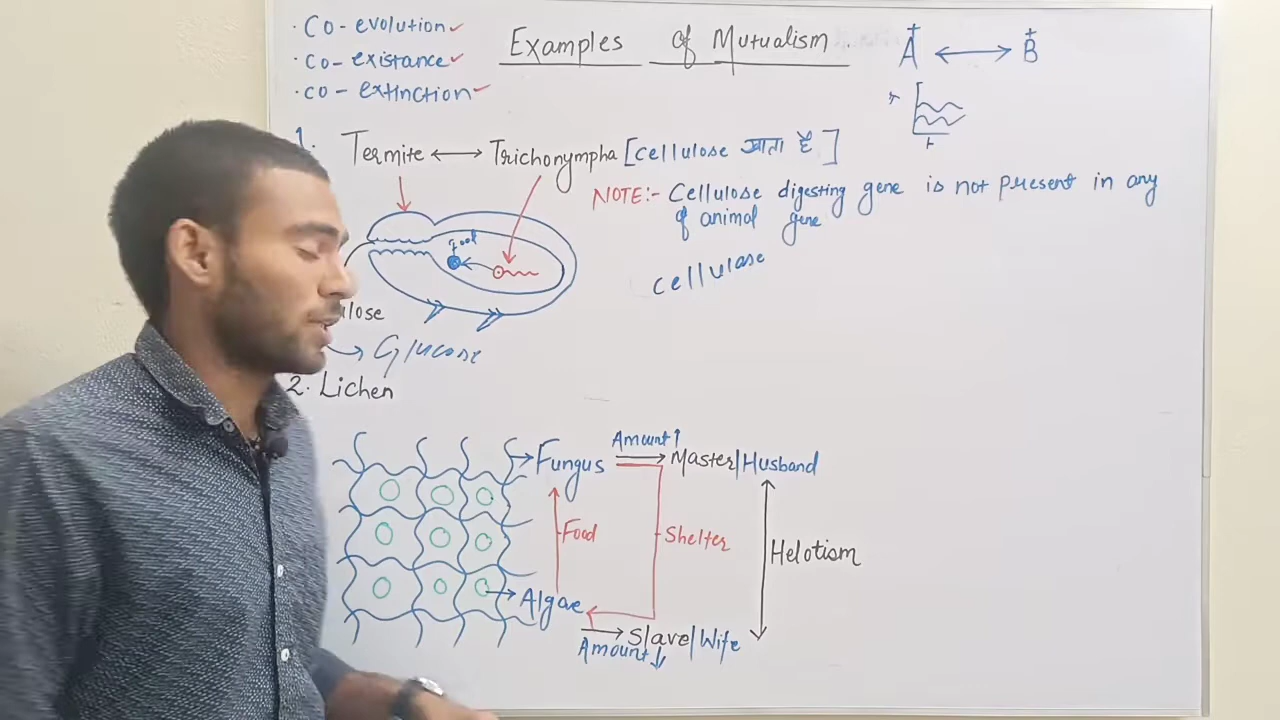 · Co-evolution
· Co-existance
· co-extinction
Examples of Mutualism.
A+ ↔ B+
1. Termite ↔ Trichonympha [cellulose खाता है]
NOTE:- Cellulose digesting gene is not present in any
of animal gene
food
cellulase
ulose
→ Glucose
2. Lichen
→ Fungus
Amount↑
→ Master/Husband
Food
Shelter
Helotism
→ Algae
→ Slave/Wife
Amount↓